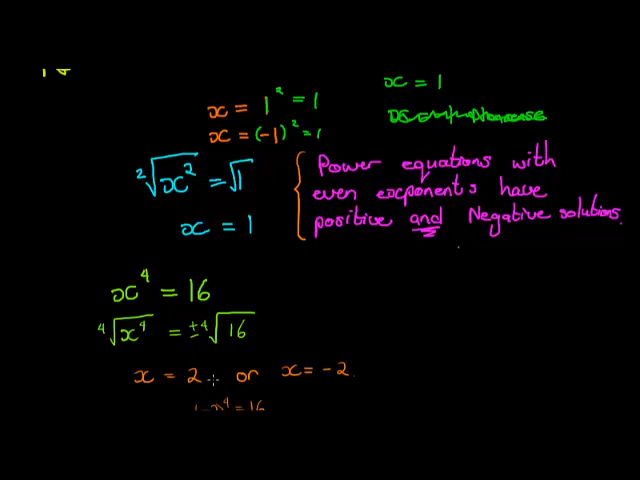 x = 1
x = 1² = 1
x = (-1)² = 1
²√x² = √1
Power equations with
even exponents have
positive and Negative solutions.
x = 1
x⁴ = 16
⁴√x⁴ = ±⁴√16
x = 2 or x = -2